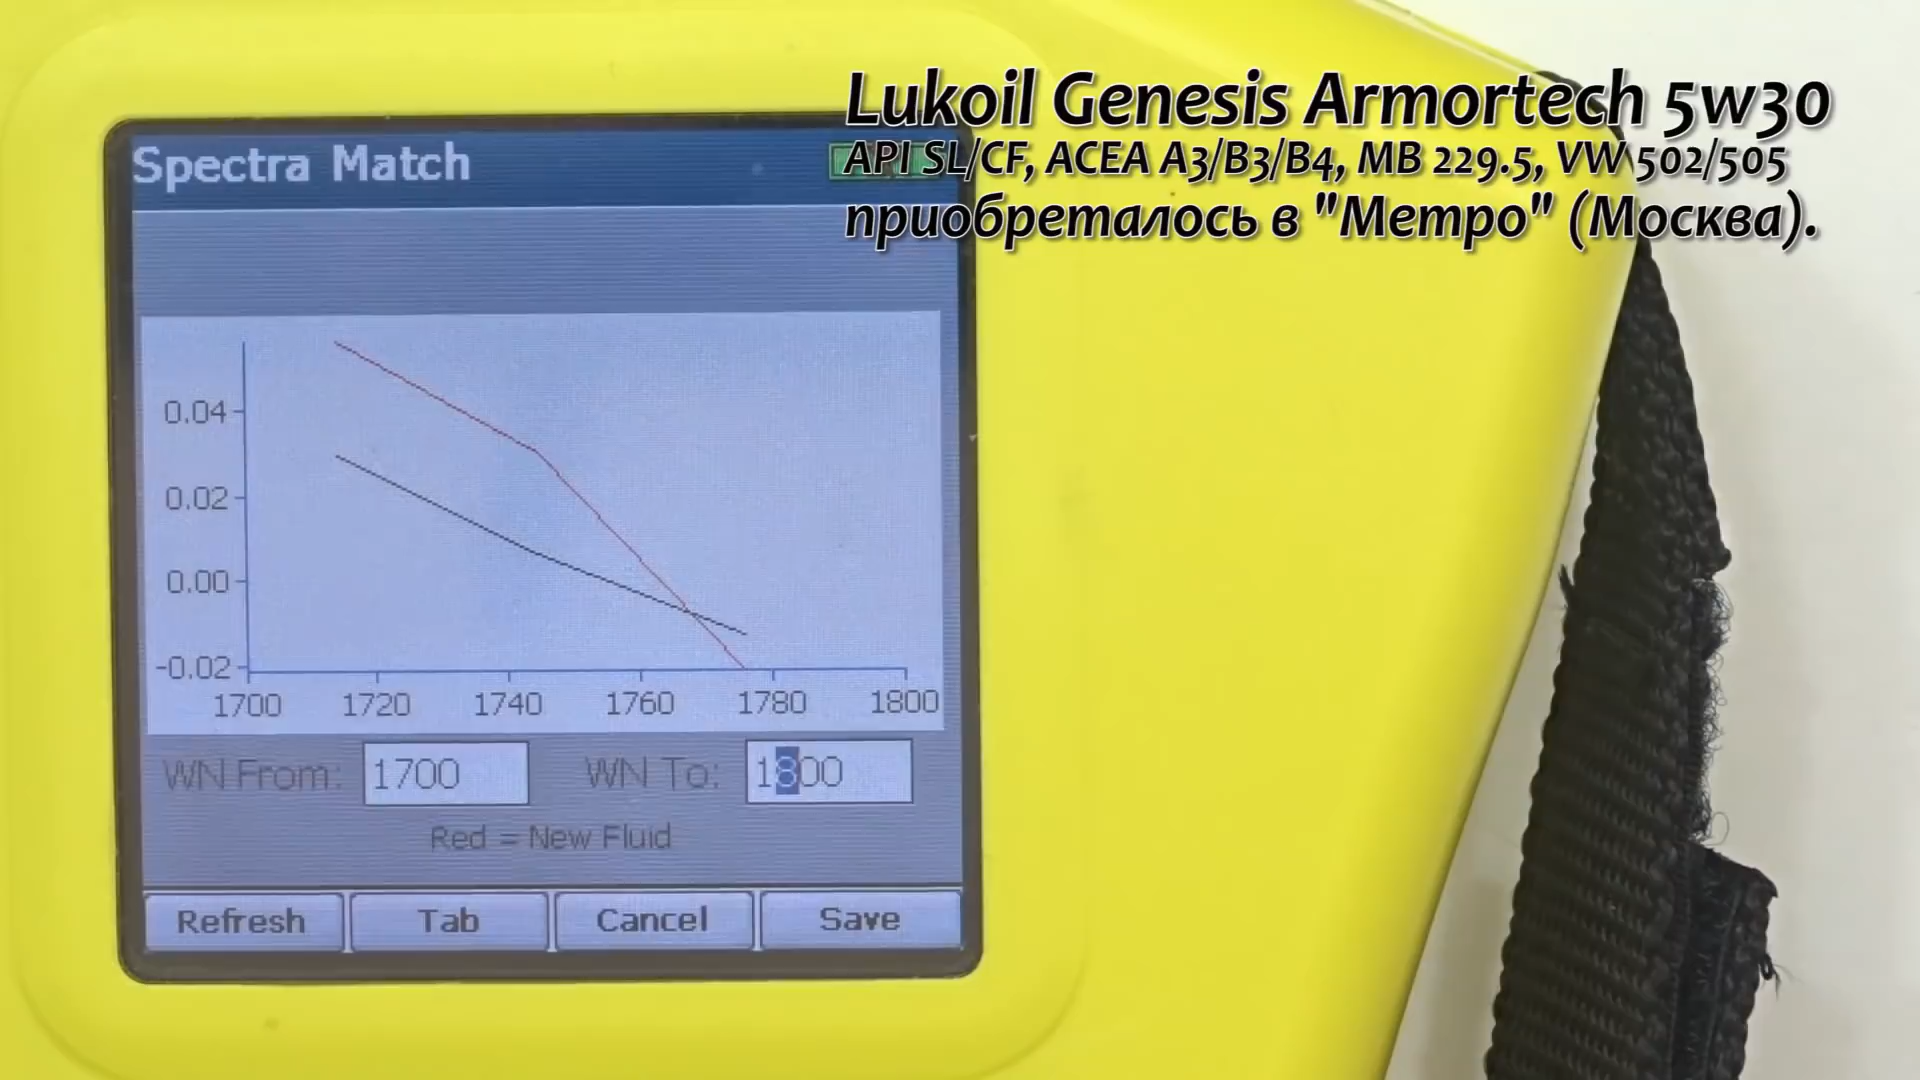 Lukoil Genesis Armortech 5w30
API SL/CF, ACEA A3/B3/B4, MB 229.5, VW 502/505
приобреталось в "Метро" (Москва).
Spectra Match
0.04
0.02
0.00
-0.02
1700 1720 1740 1760 1780 1800
WN From: 1700 WN To: 1800
Red = New Fluid
Refresh Tab Cancel Save